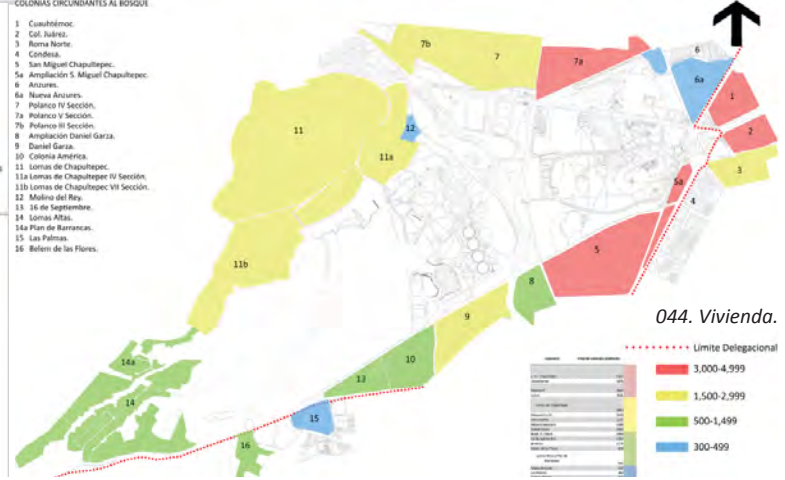 COLONIAS CIRCUNDANTES AL BOSQUE
1 Cuauhtémoc.
2 Col. Juárez.
3 Roma Norte.
4 Condesa.
5 San Miguel Chapultepec.
5a Ampliación S. Miguel Chapultepec.
6 Anzures.
6a Nueva Anzures.
7 Polanco IV Sección.
7a Polanco V Sección.
7b Polanco III Sección.
8 Ampliación Daniel Garza.
9 Daniel Garza.
10 Colonia América.
11 Lomas de Chapultepec.
11a Lomas de Chapultepec IV Sección.
11b Lomas de Chapultepec VII Sección.
12 Molino del Rey.
13 16 de Septiembre.
14 Lomas Altas.
14a Plan de Barrancas.
15 Las Palmas.
16 Belem de las Flores.
7b
7
7a
6
6a
1
2
3
11
12
11a
5a
4
5
11b
8
9
10
13
14a
14
15
16
044. Vivienda.
Límite Delegacional
3,000-4,999
1,500-2,999
500-1,499
300-499